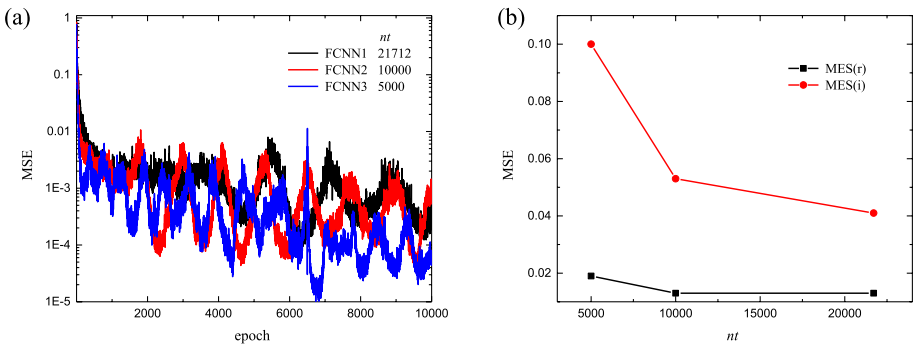 (a)
nt
FCNN1 21712
FCNN2 10000
FCNN3 5000
1
0.1
0.01
1E-3
1E-4
1E-5
MSE
2000 4000 6000 8000 10000
epoch
(b)
MES(r)
MES(i)
0.10
0.08
0.06
0.04
0.02
MSE
5000 10000 15000 20000
nt